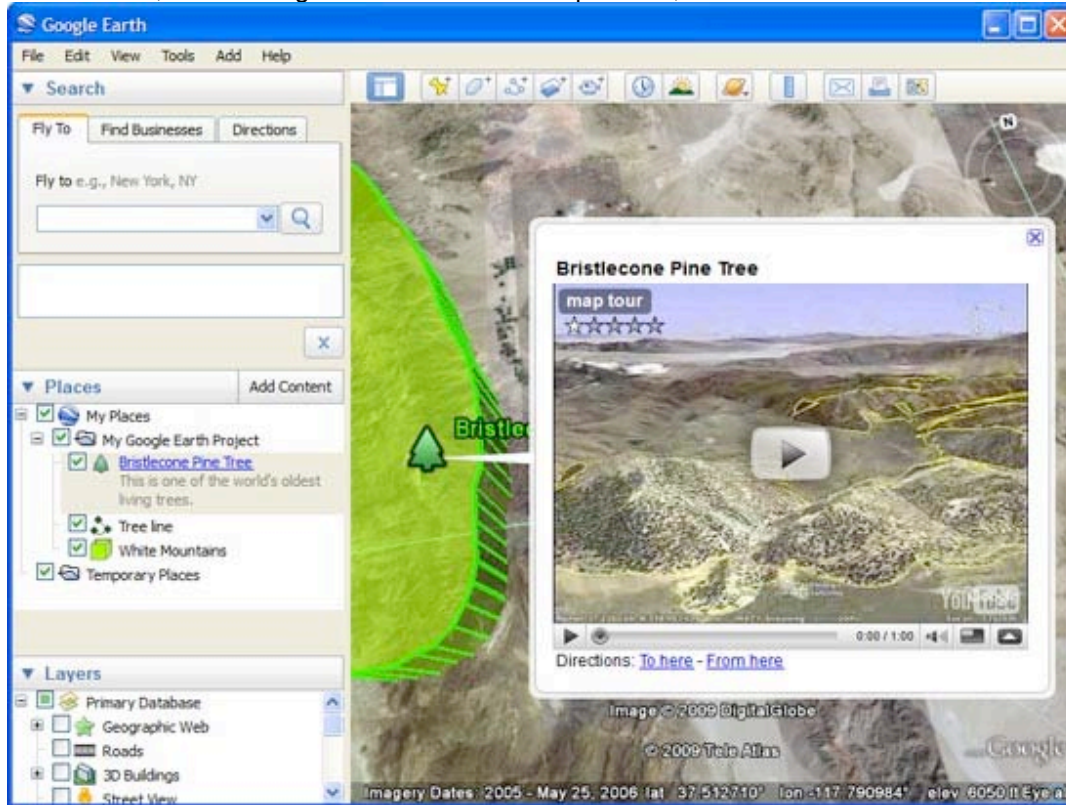 Google Earth
File Edit View Tools Add Help
Search
Fly To Find Businesses Directions
Fly to e.g., New York, NY
Places Add Content
My Places
My Google Earth Project
Bristlecone Pine Tree
This is one of the world's oldest
living trees.
Tree line
White Mountains
Temporary Places
Layers
Primary Database
Geographic Web
Roads
3D Buildings
Street View
N
Bristlec
Bristlecone Pine Tree
map tour
YouTube
0:00 / 1:00
Directions: To here - From here
Image © 2009 DigitalGlobe
© 2009 Tele Atlas
Google
Imagery Dates: 2005 - May 25, 2006 lat 37.512710° lon -117.790984° elev 6050 ft Eye a